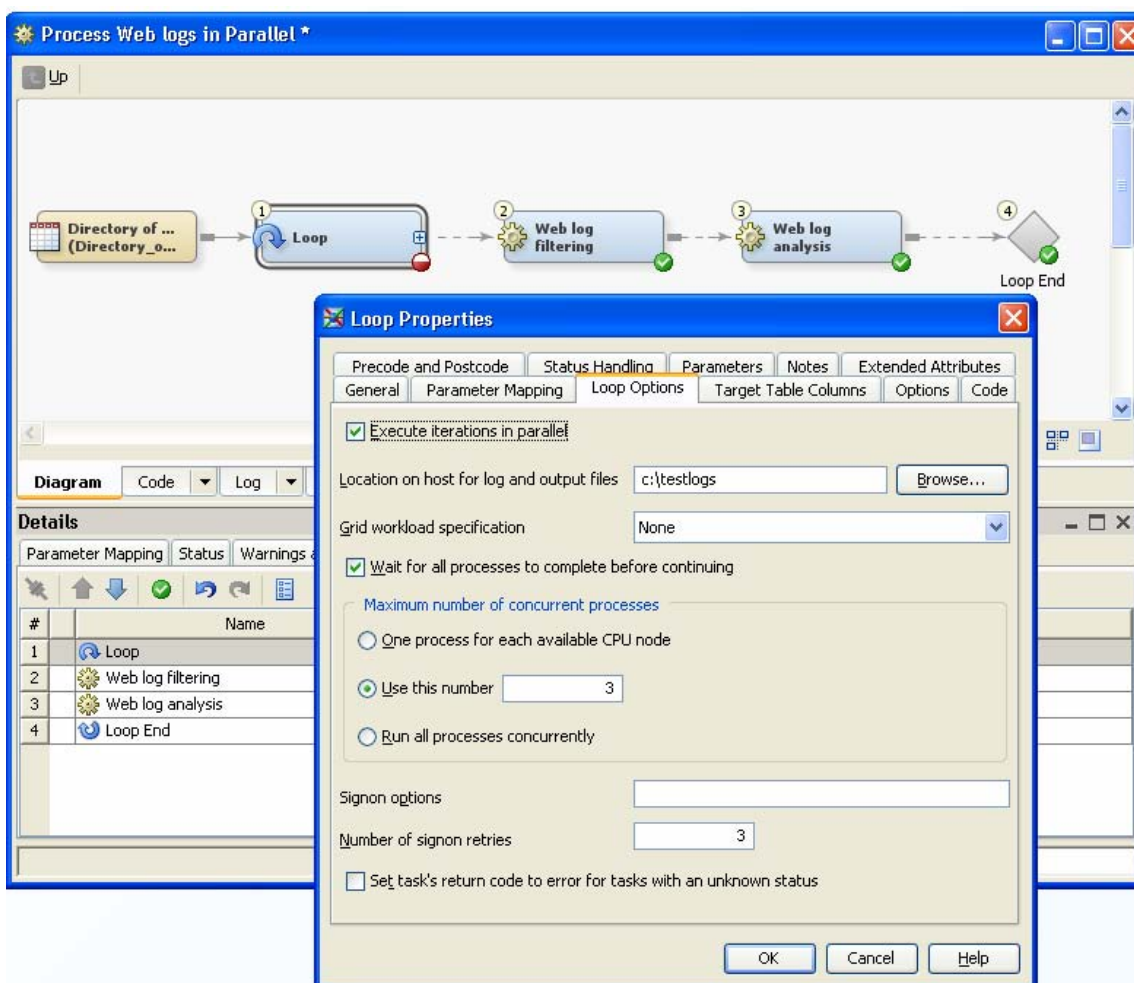 Process Web logs in Parallel *
Up
Directory of ...
(Directory_o...
1
Loop
2
Web log
filtering
3
Web log
analysis
4
Loop End
Loop Properties
Precode and Postcode Status Handling Parameters Notes Extended Attributes
General Parameter Mapping Loop Options Target Table Columns Options Code
Execute iterations in parallel
Location on host for log and output files c:\testlogs Browse...
Grid workload specification None
Wait for all processes to complete before continuing
Maximum number of concurrent processes
One process for each available CPU node
Use this number 3
Run all processes concurrently
Signon options
Number of signon retries 3
Set task's return code to error for tasks with an unknown status
OK Cancel Help
Diagram Code Log
Details
Parameter Mapping Status Warnings
# Name
1 Loop
2 Web log filtering
3 Web log analysis
4 Loop End